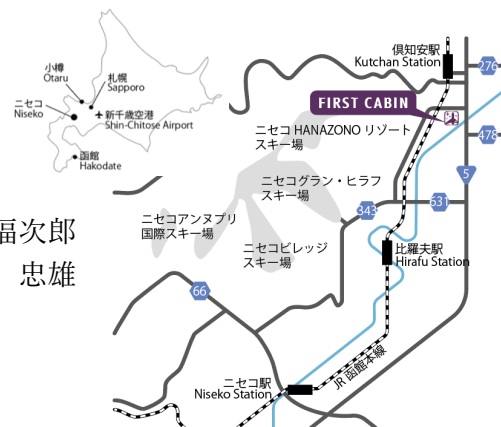 小樽
Otaru
札幌
Sapporo
ニセコ
Niseko
新千歳空港
Shin-Chitose Airport
函館
Hakodate
倶知安駅
Kutchan Station
276
FIRST CABIN
ニセコ HANAZONO リゾート
スキー場
478
5
ニセコグラン・ヒラフ
スキー場
343
631
ニセコアンヌプリ
国際スキー場
ニセコビレッジ
スキー場
比羅夫駅
Hirafu Station
福次郎
忠雄
66
JR 函館本線
ニセコ駅
Niseko Station